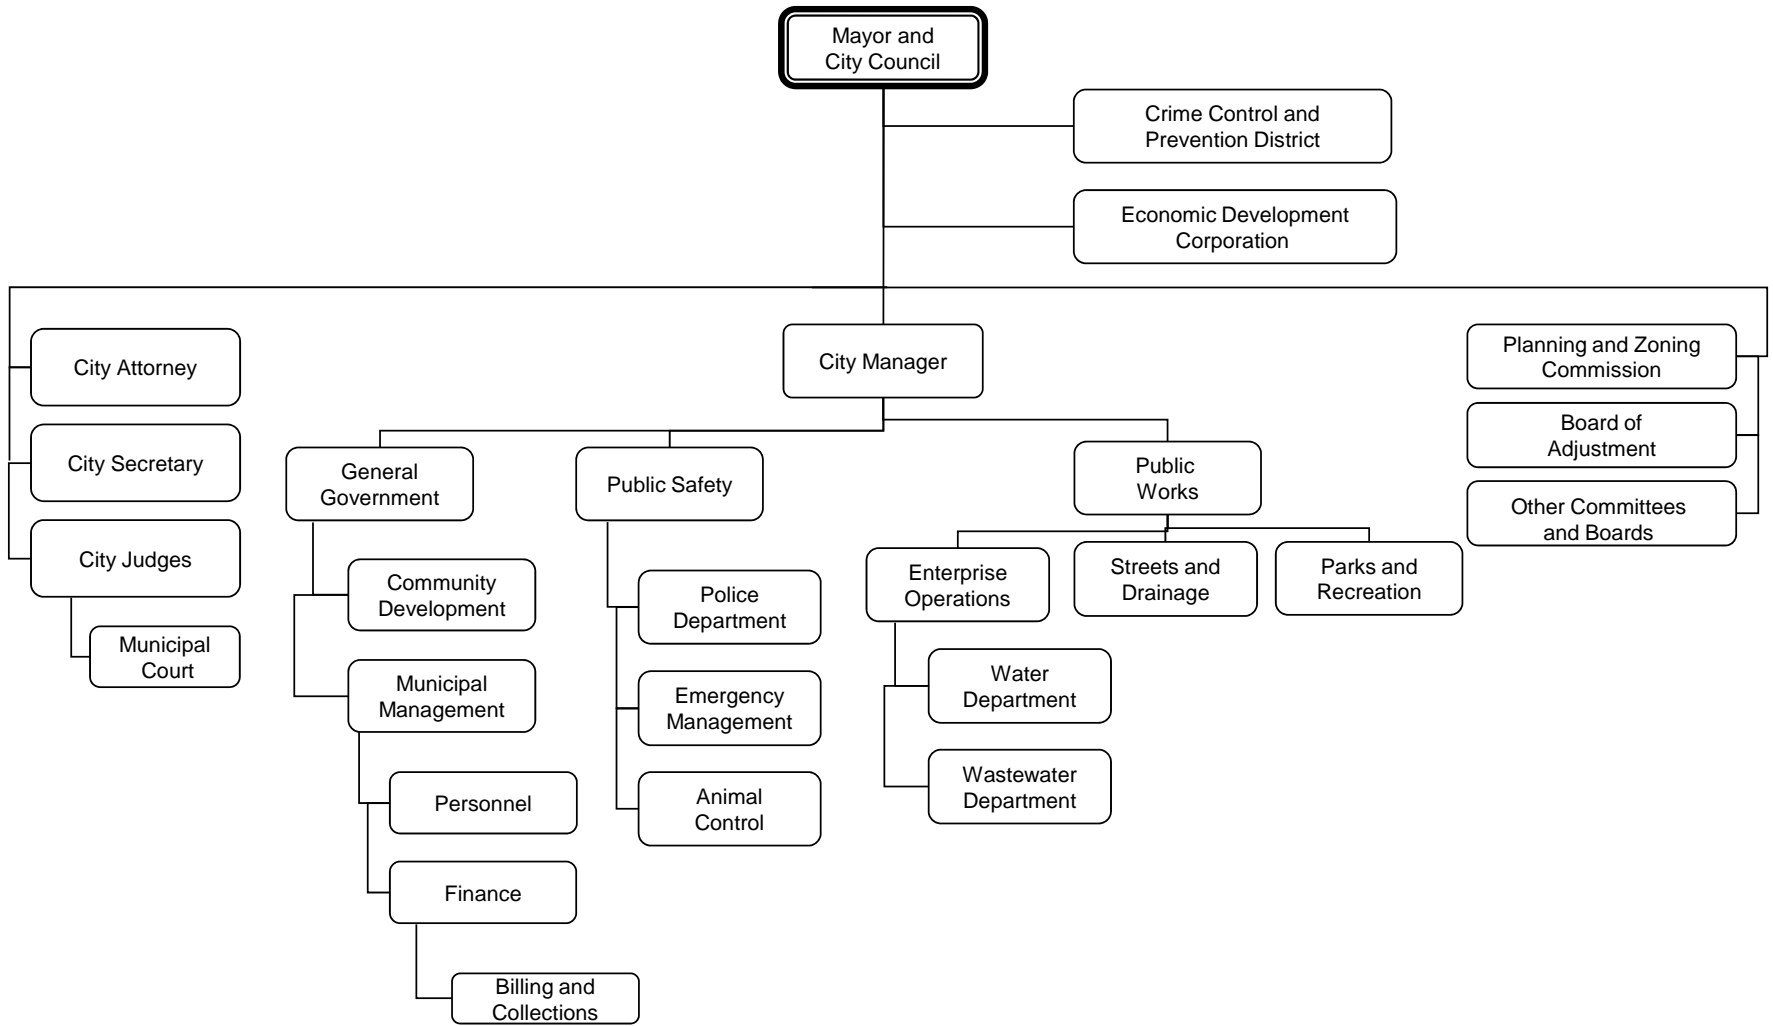 Mayor and
City Council
Crime Control and
Prevention District
Economic Development
Corporation
City Attorney
City Secretary
City Judges
Municipal
Court
City Manager
General
Government
Community
Development
Municipal
Management
Personnel
Finance
Billing and
Collections
Public Safety
Police
Department
Emergency
Management
Animal
Control
Public
Works
Enterprise
Operations
Water
Department
Wastewater
Department
Streets and
Drainage
Parks and
Recreation
Planning and Zoning
Commission
Board of
Adjustment
Other Committees
and Boards